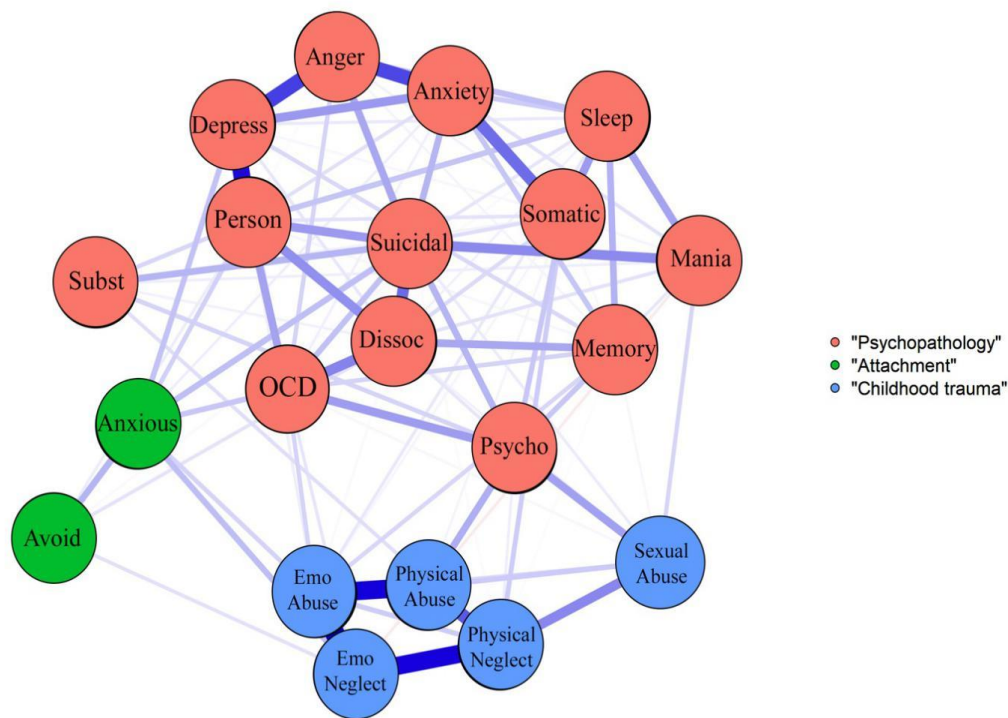 Anger
Anxiety
Sleep
Depress
Person
Somatic
Suicidal
Mania
Subst
Dissoc
Memory
OCD
Anxious
Psycho
Avoid
Emo
Abuse
Physical
Abuse
Sexual
Abuse
Emo
Neglect
Physical
Neglect
"Psychopathology"
"Attachment"
"Childhood trauma"